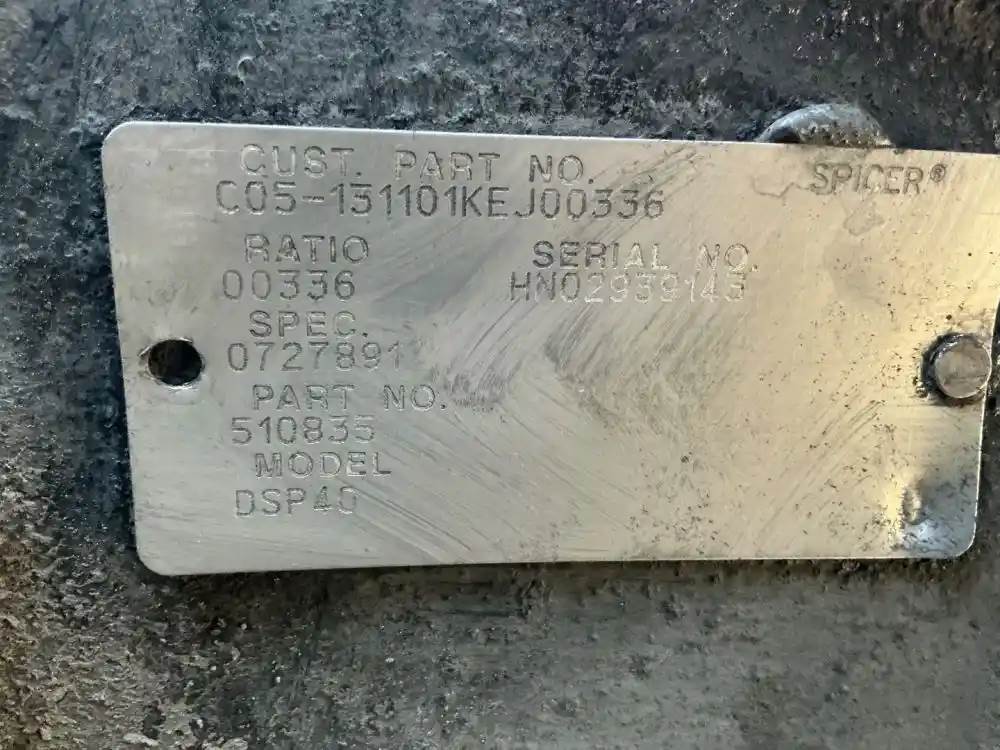 CUST. PART NO.
SPICER®
C05-131101KEJ00336
RATIO
SERIAL NO.
00336
HN02939143
SPEC.
0727891
PART NO.
510835
MODEL
DSP40